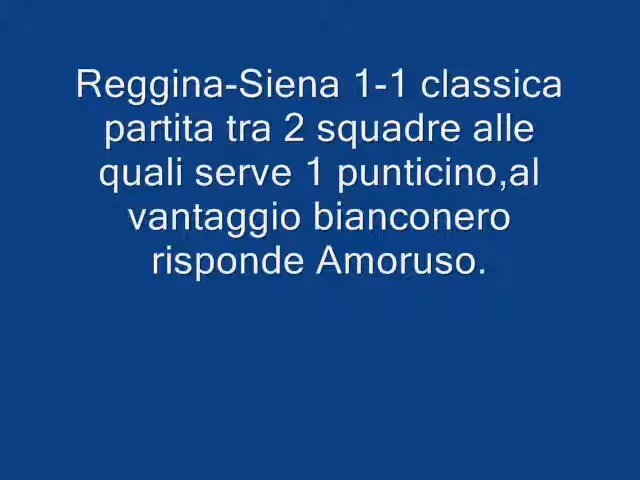 Reggina-Siena 1-1 classica
partita tra 2 squadre alle
quali serve 1 punticino,al
vantaggio bianconero
risponde Amoruso.